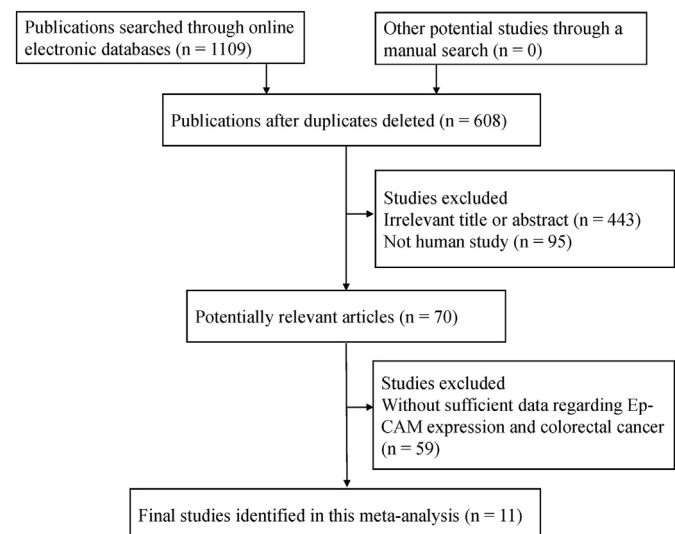 Publications searched through online
electronic databases (n = 1109)
Other potential studies through a
manual search (n = 0)
Publications after duplicates deleted (n = 608)
Studies excluded
Irrelevant title or abstract (n = 443)
Not human study (n = 95)
Potentially relevant articles (n = 70)
Studies excluded
Without sufficient data regarding Ep-
CAM expression and colorectal cancer
(n = 59)
Final studies identified in this meta-analysis (n = 11)